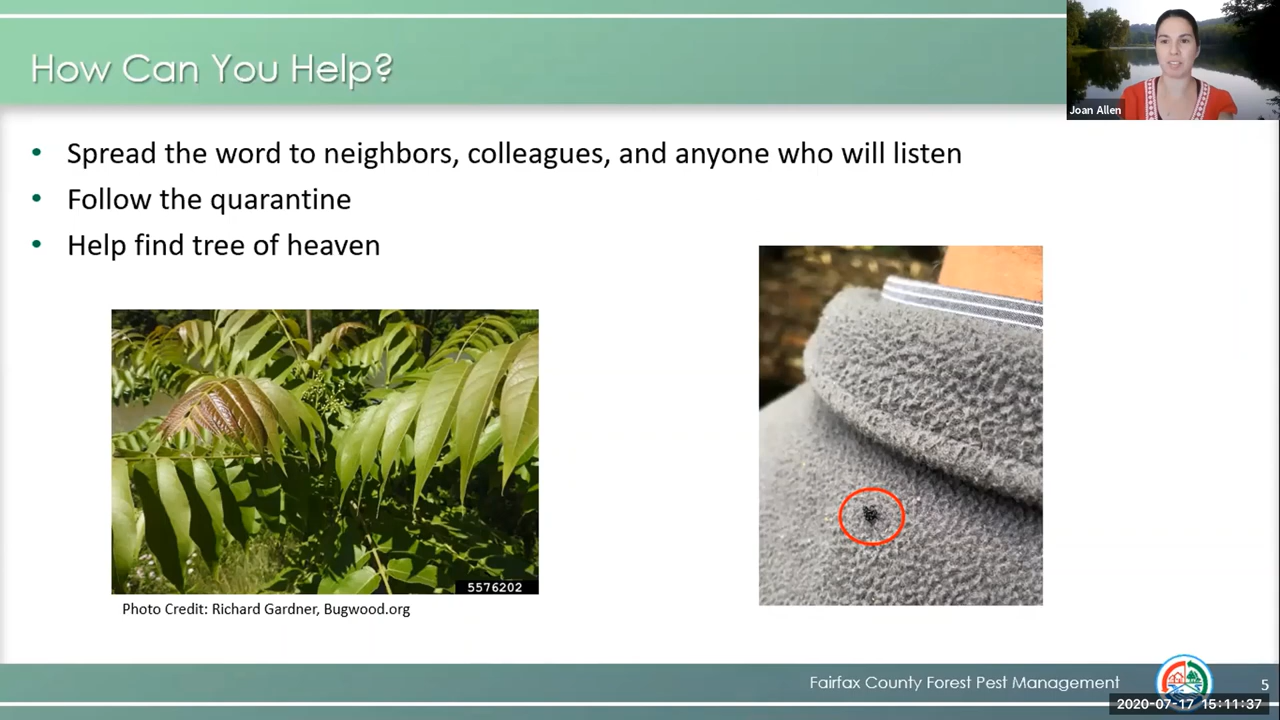 How Can You Help?
Joan Allen
• Spread the word to neighbors, colleagues, and anyone who will listen
• Follow the quarantine
• Help find tree of heaven
5576202
Photo Credit: Richard Gardner, Bugwood.org
Fairfax County Forest Pest Management
5
2020-07-17 15:11:37